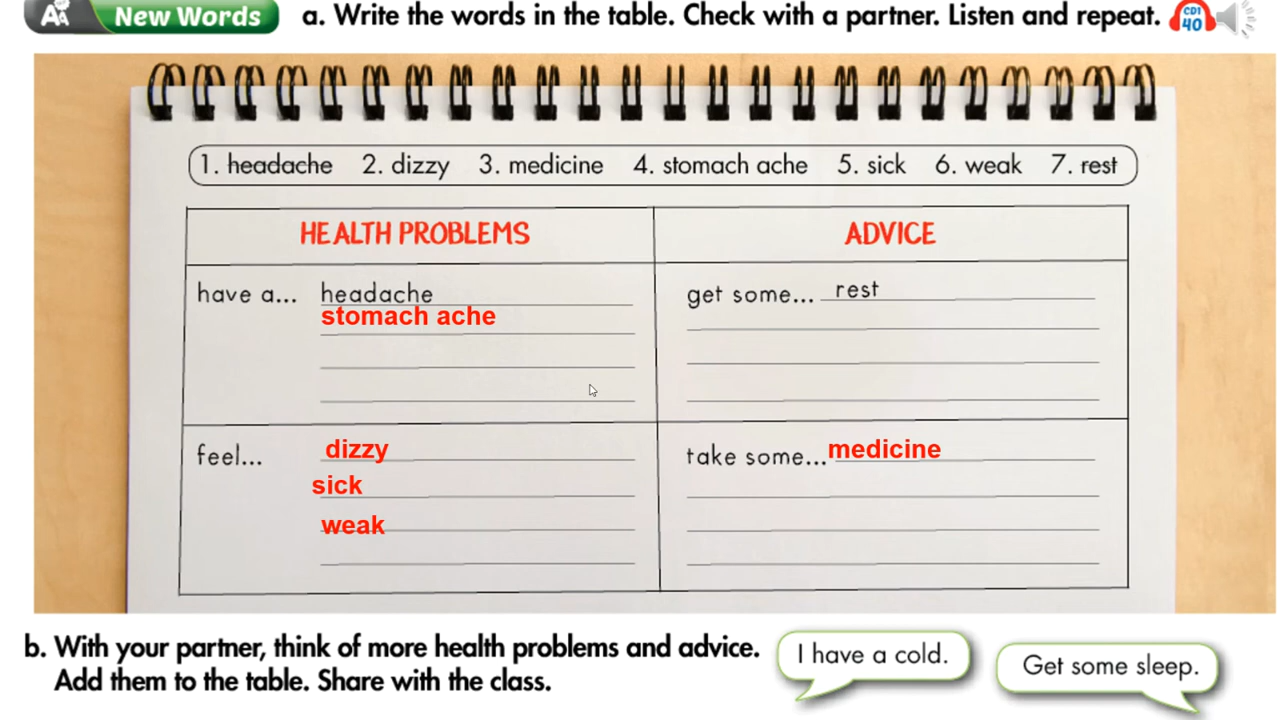 AA New Words a. Write the words in the table. Check with a partner. Listen and repeat. CD1 40
1. headache 2. dizzy 3. medicine 4. stomach ache 5. sick 6. weak 7. rest
HEALTH PROBLEMS ADVICE
have a... headache get some... rest
stomach ache
feel... dizzy take some... medicine
sick
weak
b. With your partner, think of more health problems and advice.
Add them to the table. Share with the class.
I have a cold.
Get some sleep.